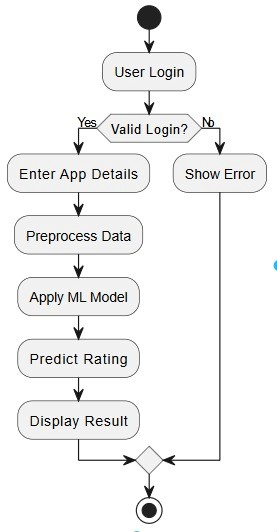 User Login
Yes
Valid Login?
No
Enter App Details
Show Error
Preprocess Data
Apply ML Model
Predict Rating
Display Result